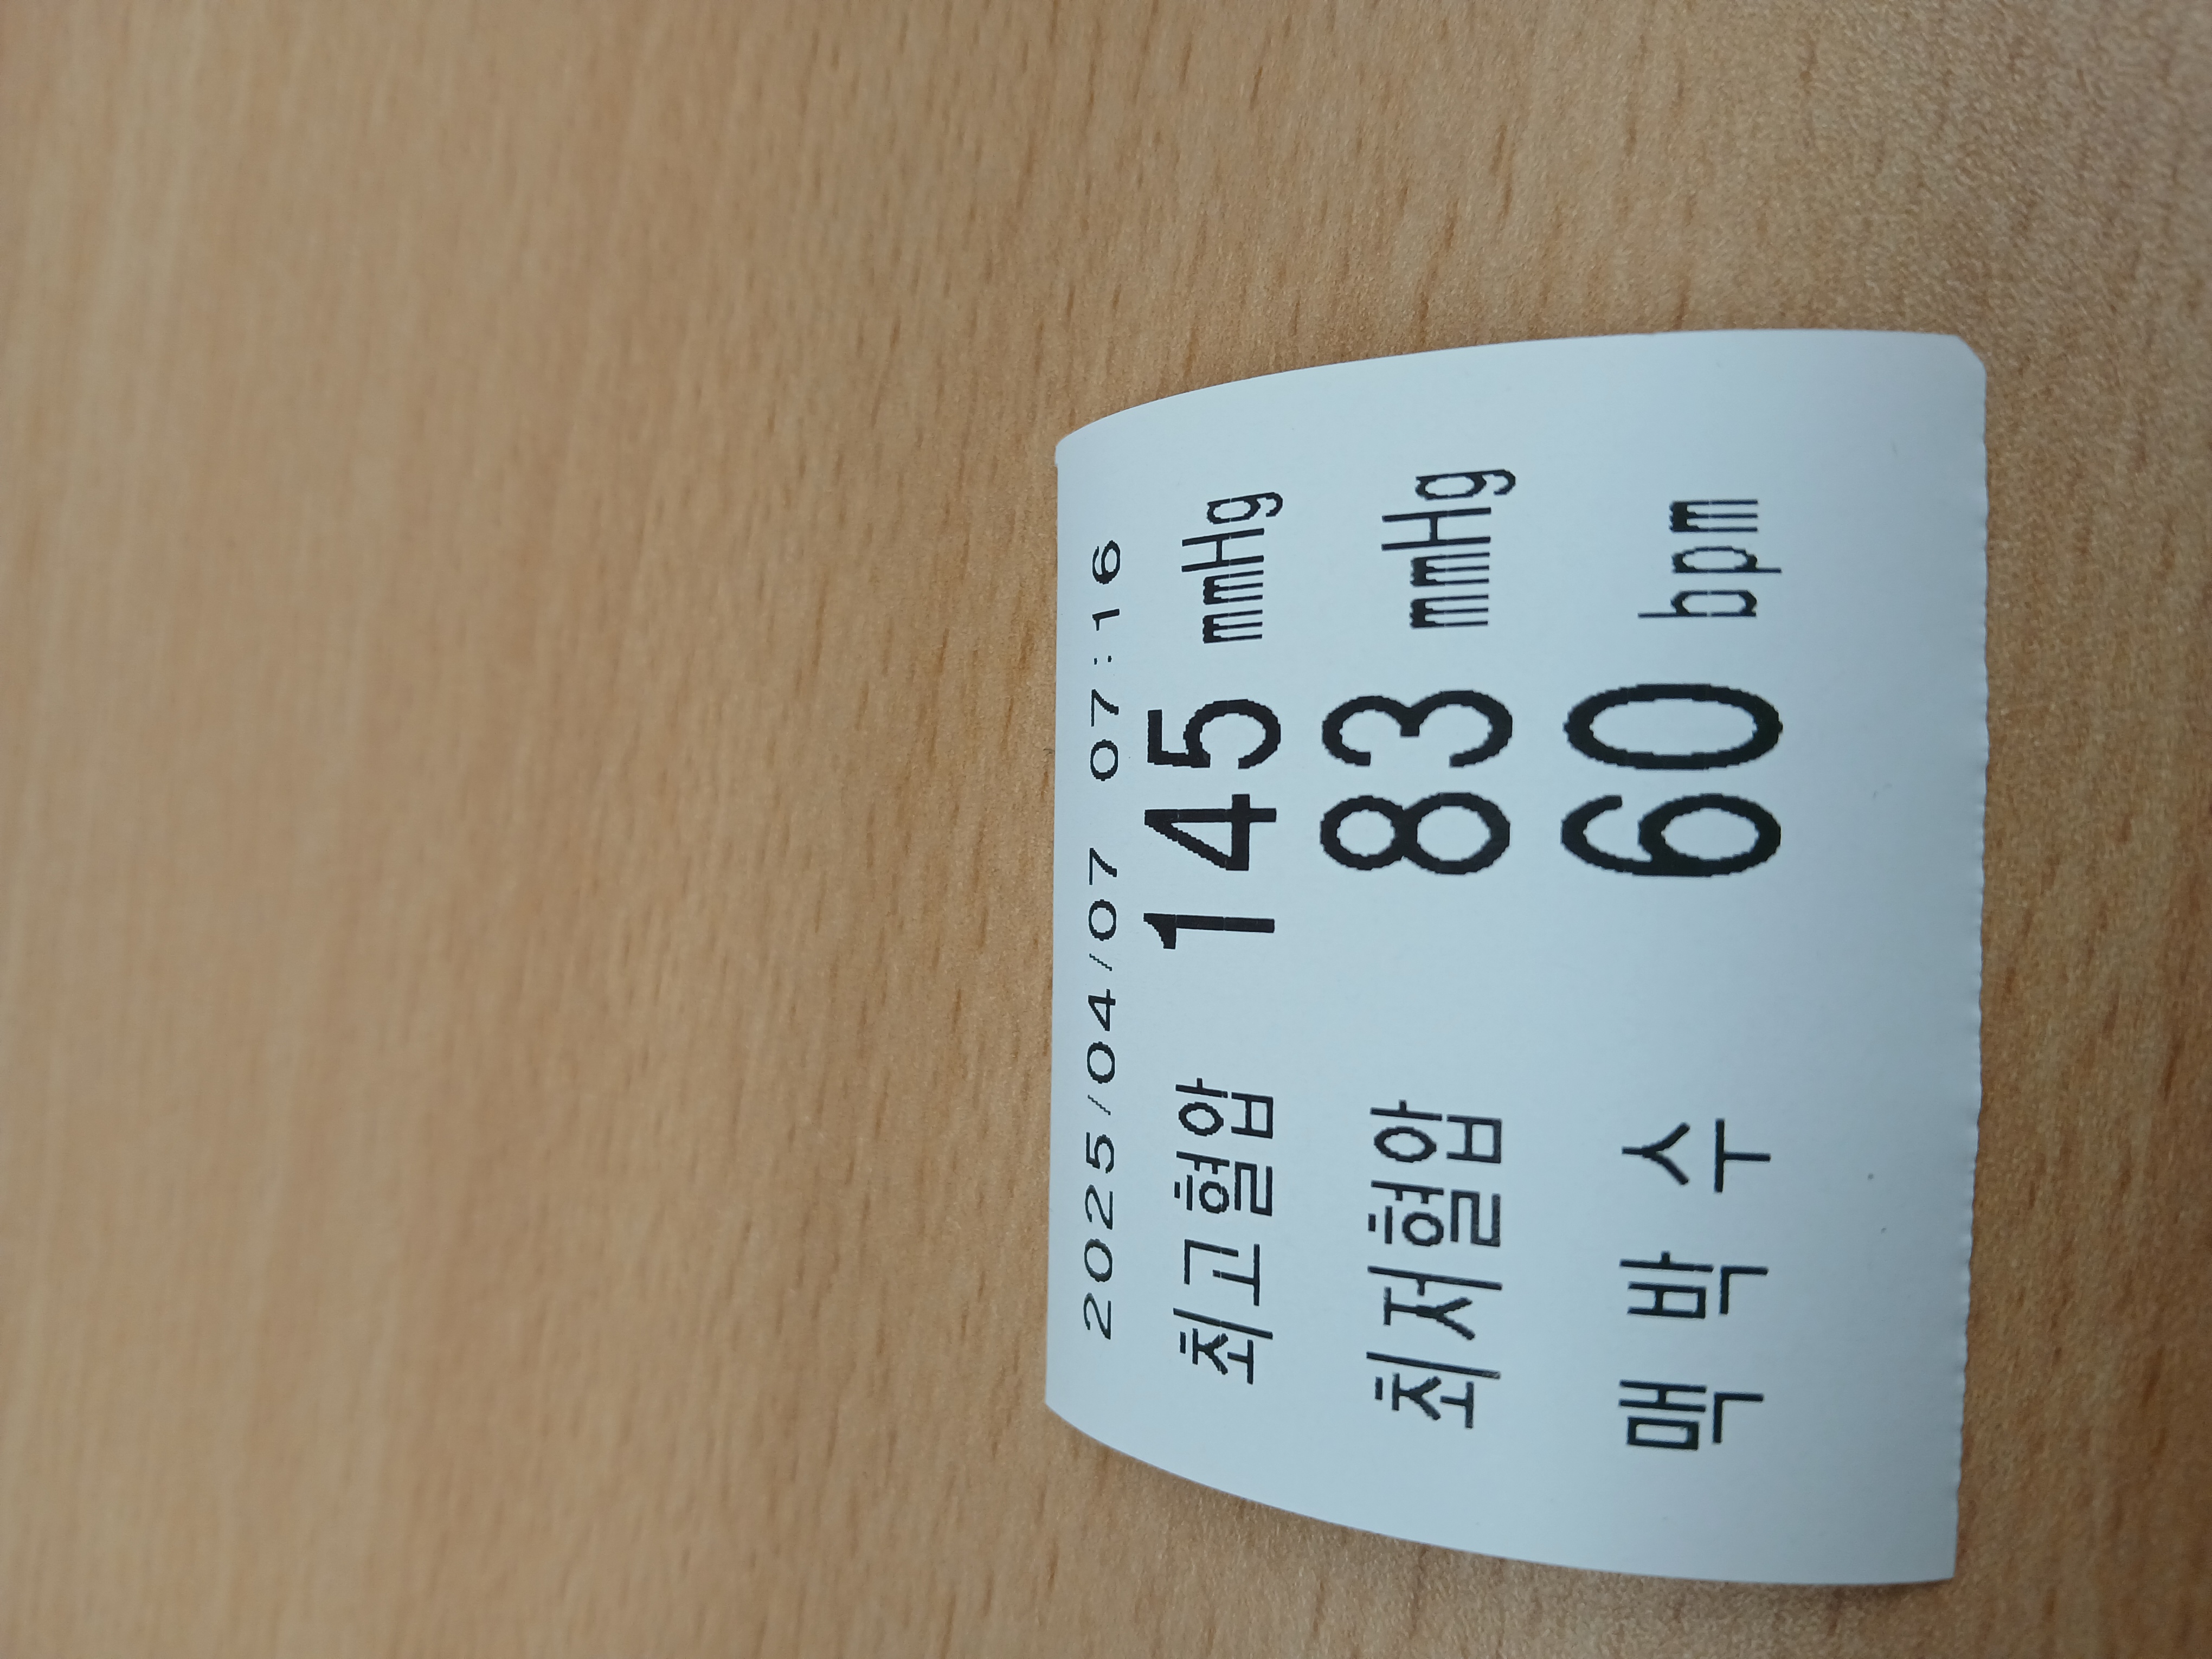 2025/04/07 07:16
최고혈압 145 mmHg
최저혈압 83 mmHg
맥박수 60 bpm